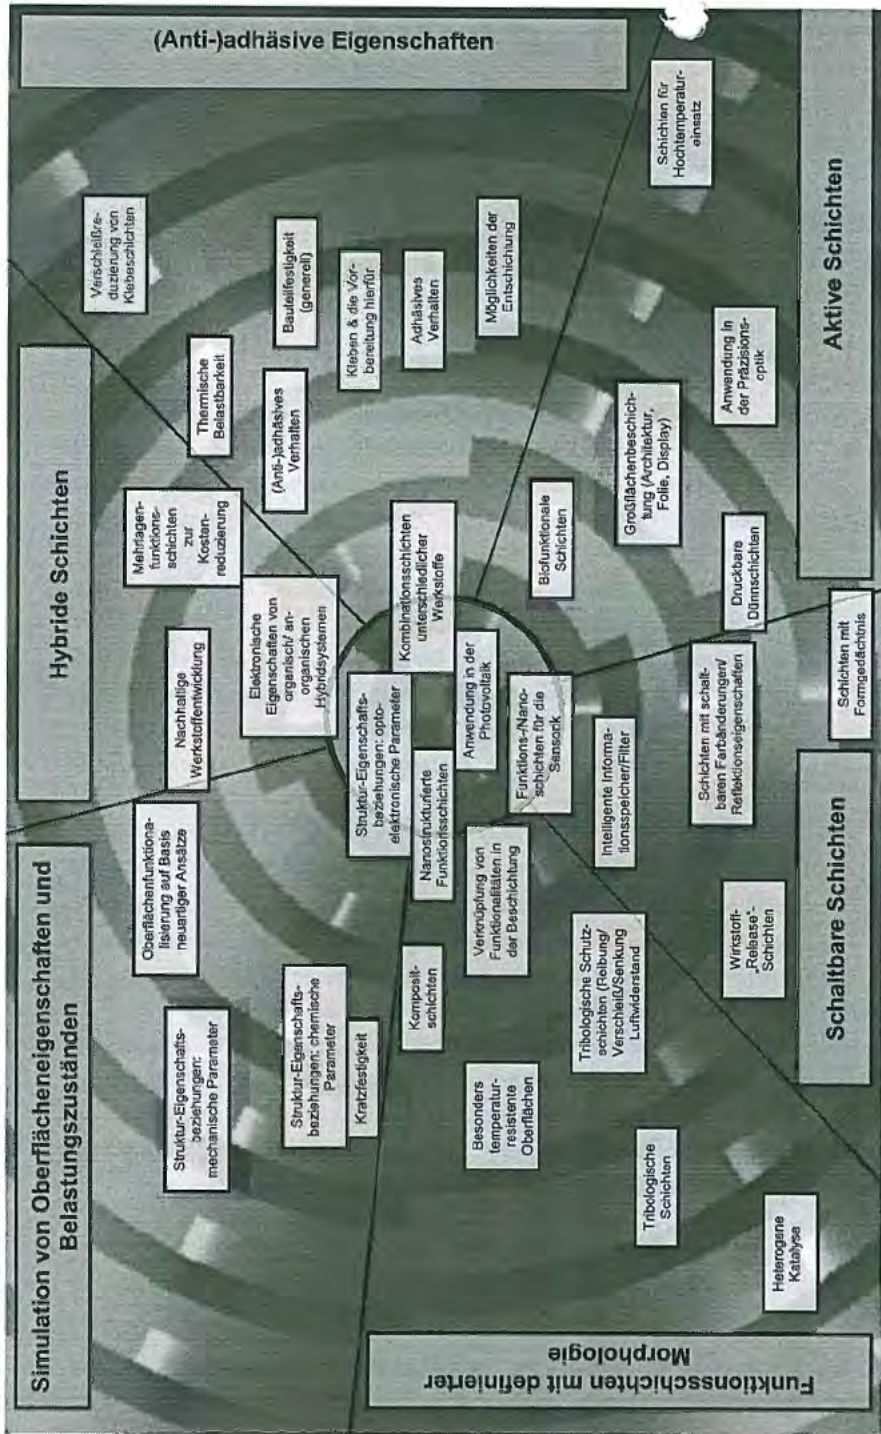 Simulation von Oberflächeneigenschaften und
Belastungszuständen
Hybride Schichten
(Anti-)adhäsive Eigenschaften
Verschleißre-
duzierung von
Klebeschichten
Mehrlagen-
funktions-
schichten
zur
Kosten-
reduzierung
Thermische
Belastbarkeit
Nachhaltige
Werkstoffentwicklung
Oberflächenfunktiona-
lisierung auf Basis
neuartiger Ansätze
Struktur-Eigenschafts-
beziehungen:
mechanische Parameter
Elektronische
Eigenschaften von
organisch/ an-
organischen
Hybridsystemen
(Anti-)adhäsives
Verhalten
Bauteilfestigkeit
(generell)
Struktur-Eigenschafts-
beziehungen: chemische
Parameter
Kratzfestigkeit
Struktur-Eigenschafts-
beziehungen: opto-
elektronische Parameter
Kleben & die Vor-
bereitung hierfür
Komposit-
schichten
Nanostrukturierte
Funktionsschichten
Kombinationsschichten
unterschiedlicher
Werkstoffe
Adhäsives
Verhalten
Besonders
temperatur-
resistente
Oberflächen
Verknüpfung von
Funktionalitäten in
der Beschichtung
Anwendung in der
Photovoltaik
Möglichkeiten der
Entschichung
Funktions-/Nano-
schichten für die
Sensorik
Biofunktionale
Schichten
Tribologische Schutz-
schichten (Reibung/
Verschleiß/Senkung
Luftwiderstand
Intelligente Informa-
tionsspeicher/Filter
Großflächenbeschich-
tung (Architektur,
Folie, Display)
Schichten für
Hochtemperatur-
einsatz
Tribologische
Schichten
Wirkstoff-
„Release"-
Schichten
Schichten mit schalt-
baren Farbänderungen/
Reflektionseigenschaften
Druckbare
Dünnschichten
Anwendung in
der Präzisions-
optik
Heterogene
Katalyse
Schichten mit
Formgedächtnis
Funktionsschichten mit definierter
Morphologie
Schaltbare Schichten
Aktive Schichten